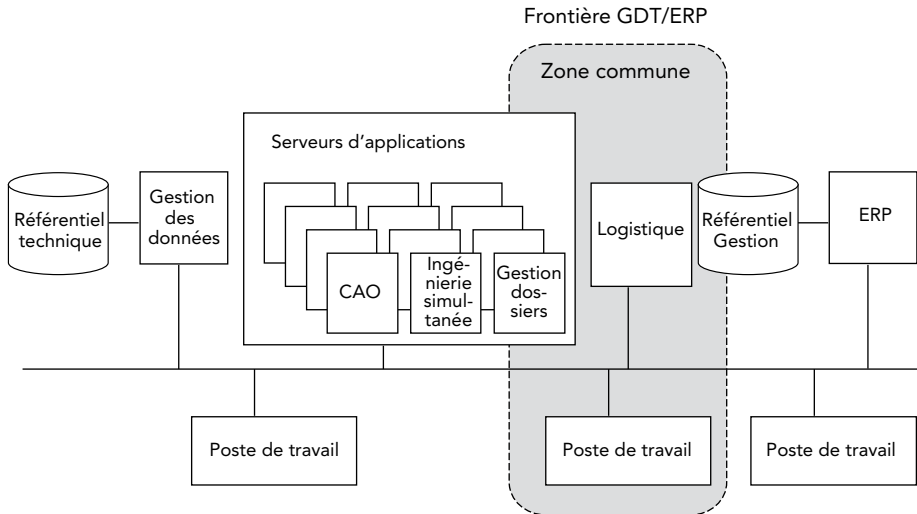 Frontière GDT/ERP
Zone commune
Serveurs d'applications
Référentiel
technique
Gestion
des
données
CAO
Ingé-
nierie
simul-
tanée
Gestion
dos-
siers
Logistique
Référentiel
Gestion
ERP
Poste de travail
Poste de travail
Poste de travail